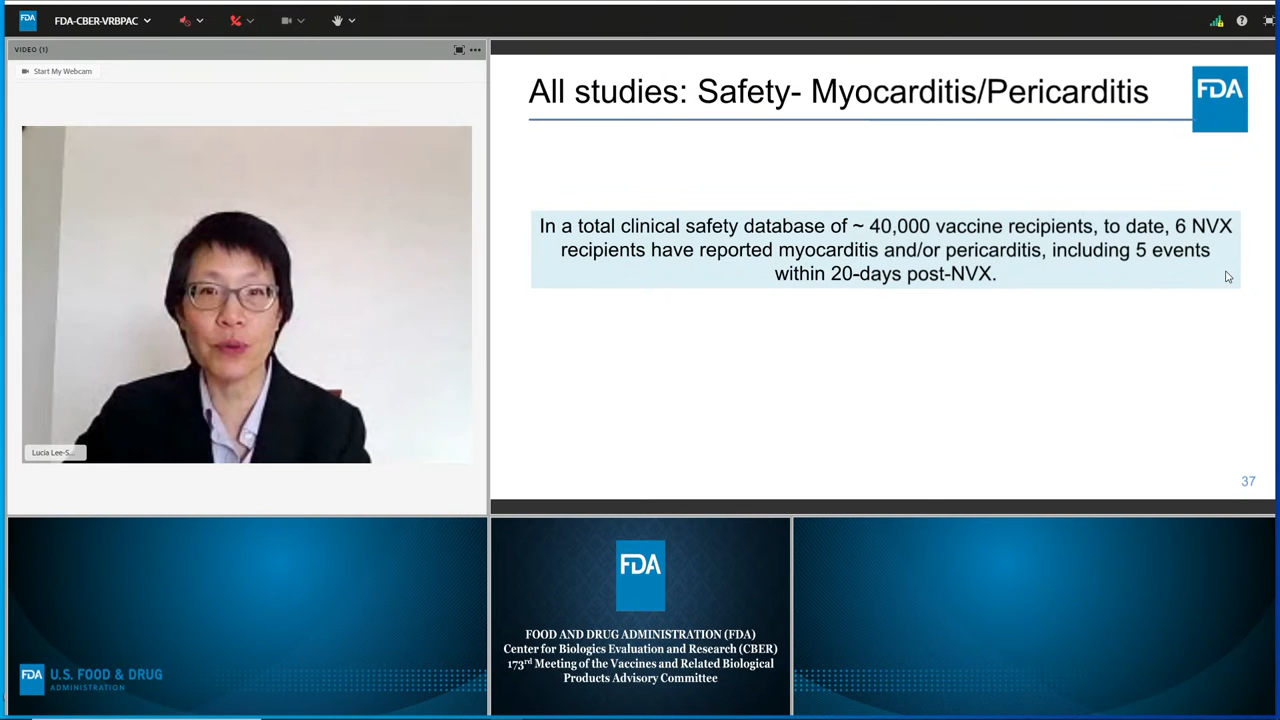 FDA
FDA-CBER-VRBPAC
VIDEO (1)
Start My Webcam
Lucia Lee-S...
All studies: Safety- Myocarditis/Pericarditis
FDA
In a total clinical safety database of ~ 40,000 vaccine recipients, to date, 6 NVX
recipients have reported myocarditis and/or pericarditis, including 5 events
within 20-days post-NVX.
37
FDA
U.S. FOOD & DRUG
ADMINISTRATION
FDA
FOOD AND DRUG ADMINISTRATION (FDA)
Center for Biologics Evaluation and Research (CBER)
173rd Meeting of the Vaccines and Related Biological
Products Advisory Committee